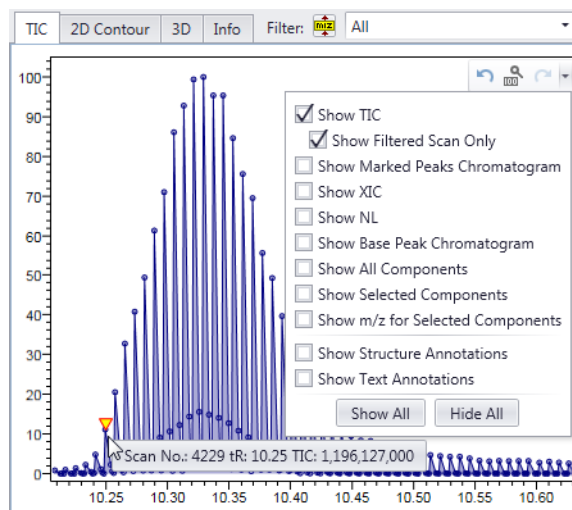 TIC 2D Contour 3D Info Filter: m/z All
100
Show TIC
Show Filtered Scan Only
Show Marked Peaks Chromatogram
Show XIC
Show NL
Show Base Peak Chromatogram
Show All Components
Show Selected Components
Show m/z for Selected Components
Show Structure Annotations
Show Text Annotations
Show All Hide All
100
90
80
70
60
50
40
30
20
10
0
Scan No.: 4229 tR: 10.25 TIC: 1,196,127,000
10.25 10.30 10.35 10.40 10.45 10.50 10.55 10.60